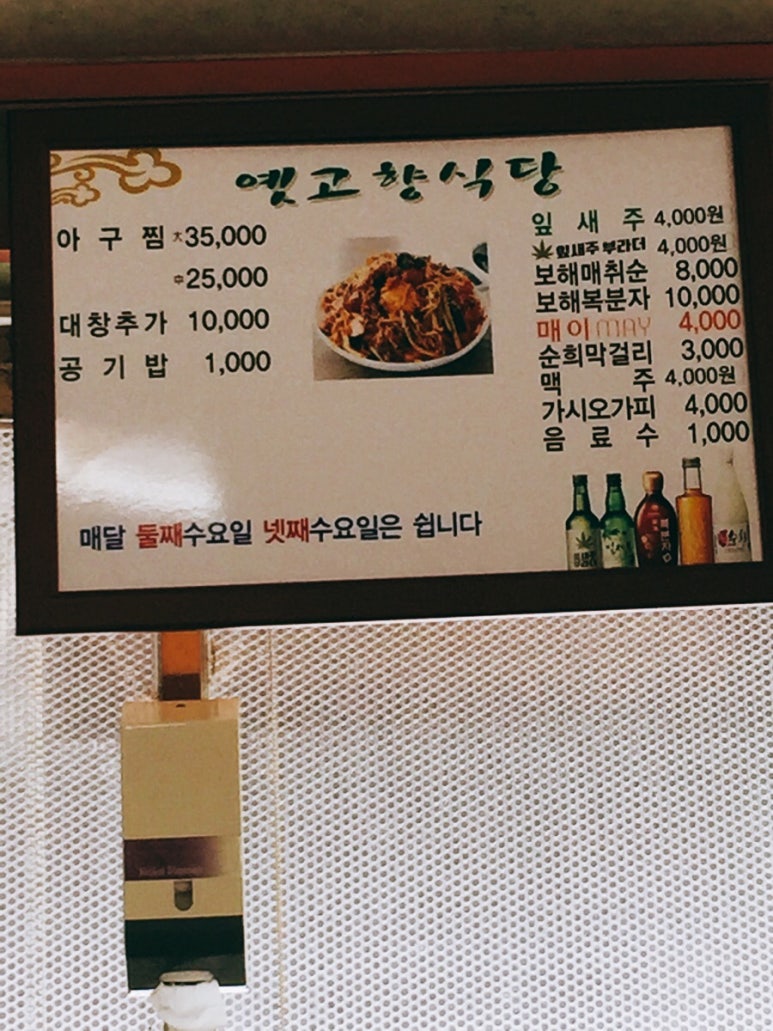 옛고향식당
아구찜 大35,000
中25,000
대창추가 10,000
공기밥 1,000
잎새주 4,000원
잎새주 부라더 4,000원
보해매취순 8,000
보해복분자 10,000
매이 MAY 4,000
순희막걸리 3,000
맥주 4,000원
가시오가피 4,000
음료수 1,000
매달 둘째수요일 넷째수요일은 쉽니다